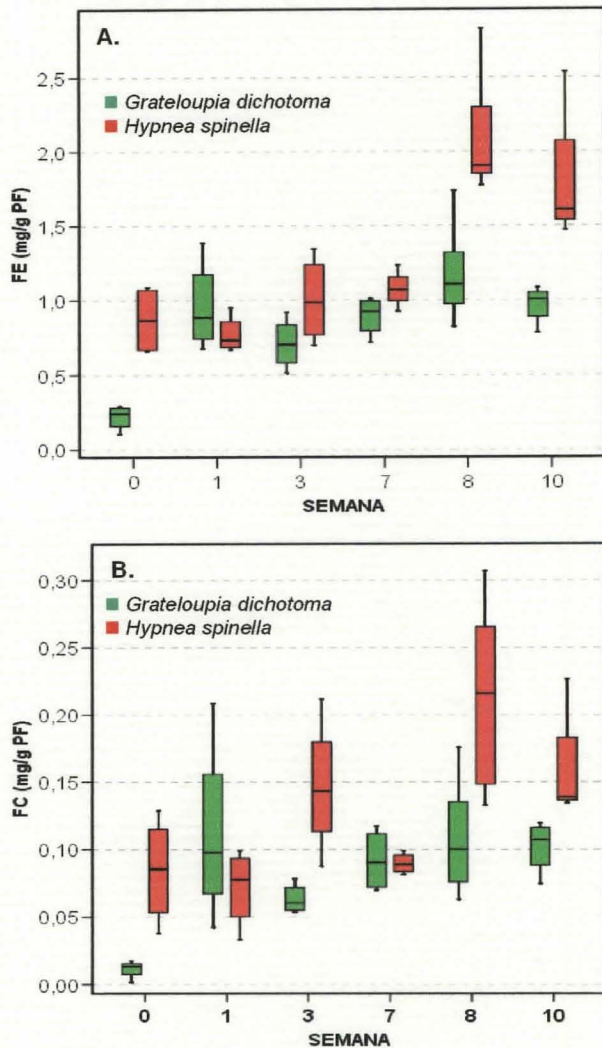 A.
Grateloupia dichotoma
Hypnea spinella
FE (mg/g PF)
2,5
2,0
1,5
1,0
0,5
0,0
0 1 3 7 8 10
SEMANA
B.
Grateloupia dichotoma
Hypnea spinella
FC (mg/g PF)
0,30
0,25
0,20
0,15
0,10
0,05
0,00
0 1 3 7 8 10
SEMANA